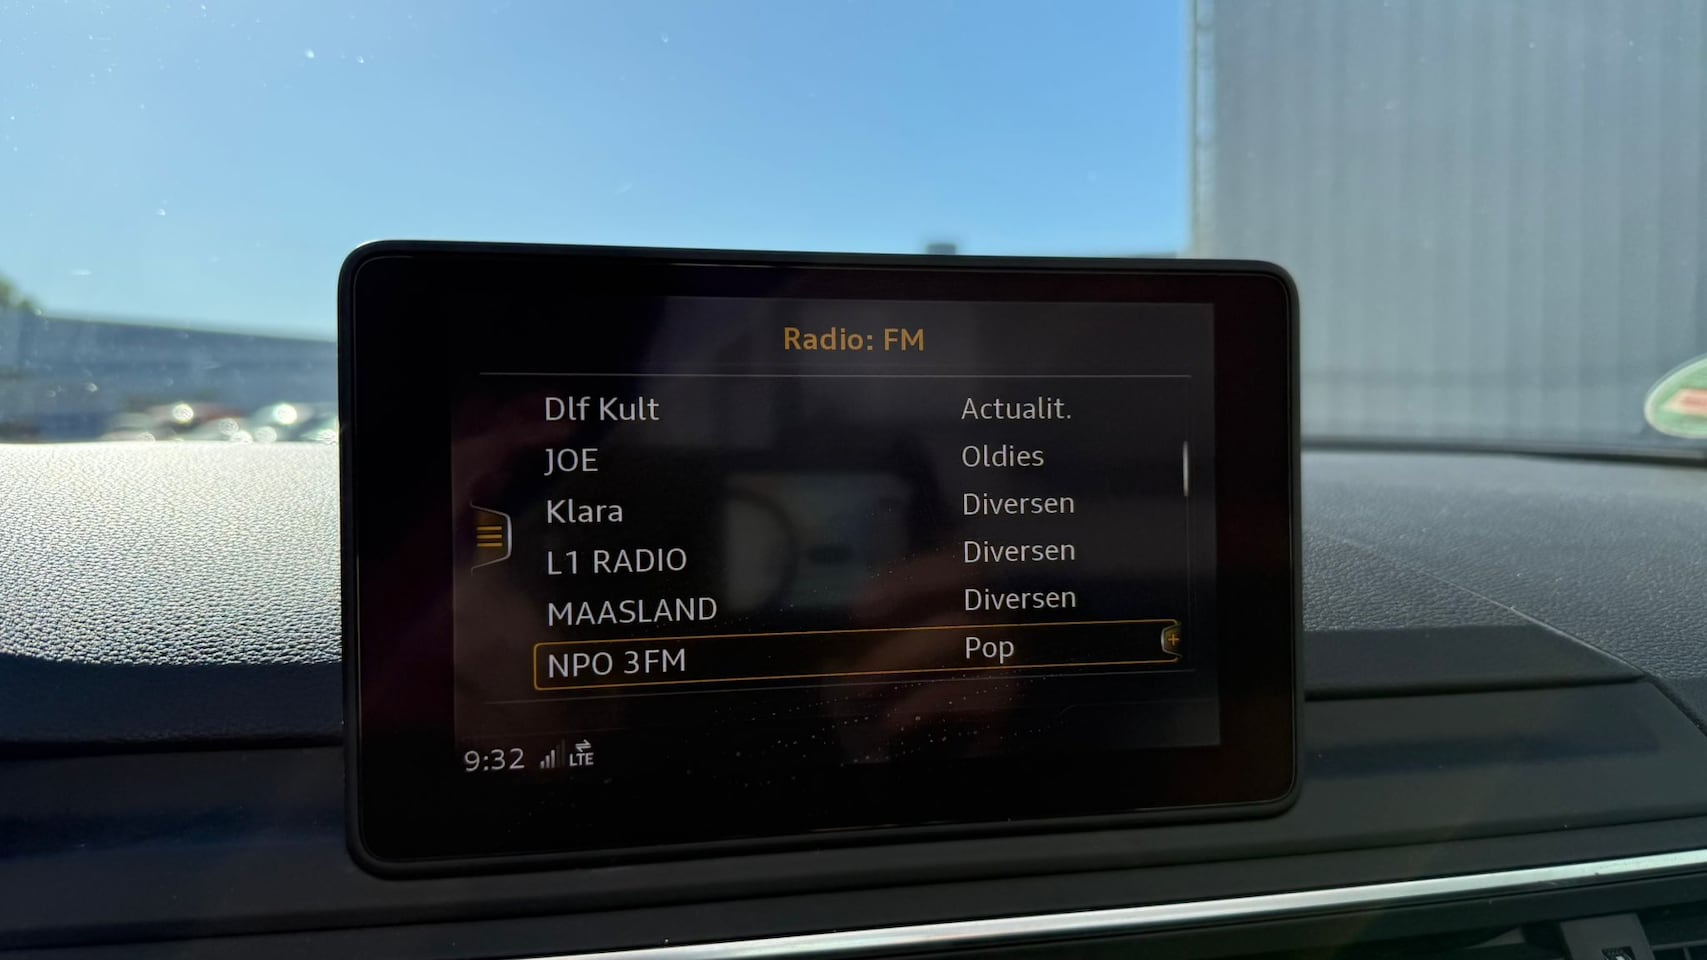 Radio: FM
Dlf Kult Actualit.
JOE Oldies
Klara Diversen
L1 RADIO Diversen
MAASLAND Diversen
NPO 3FM Pop
9:32 LTE